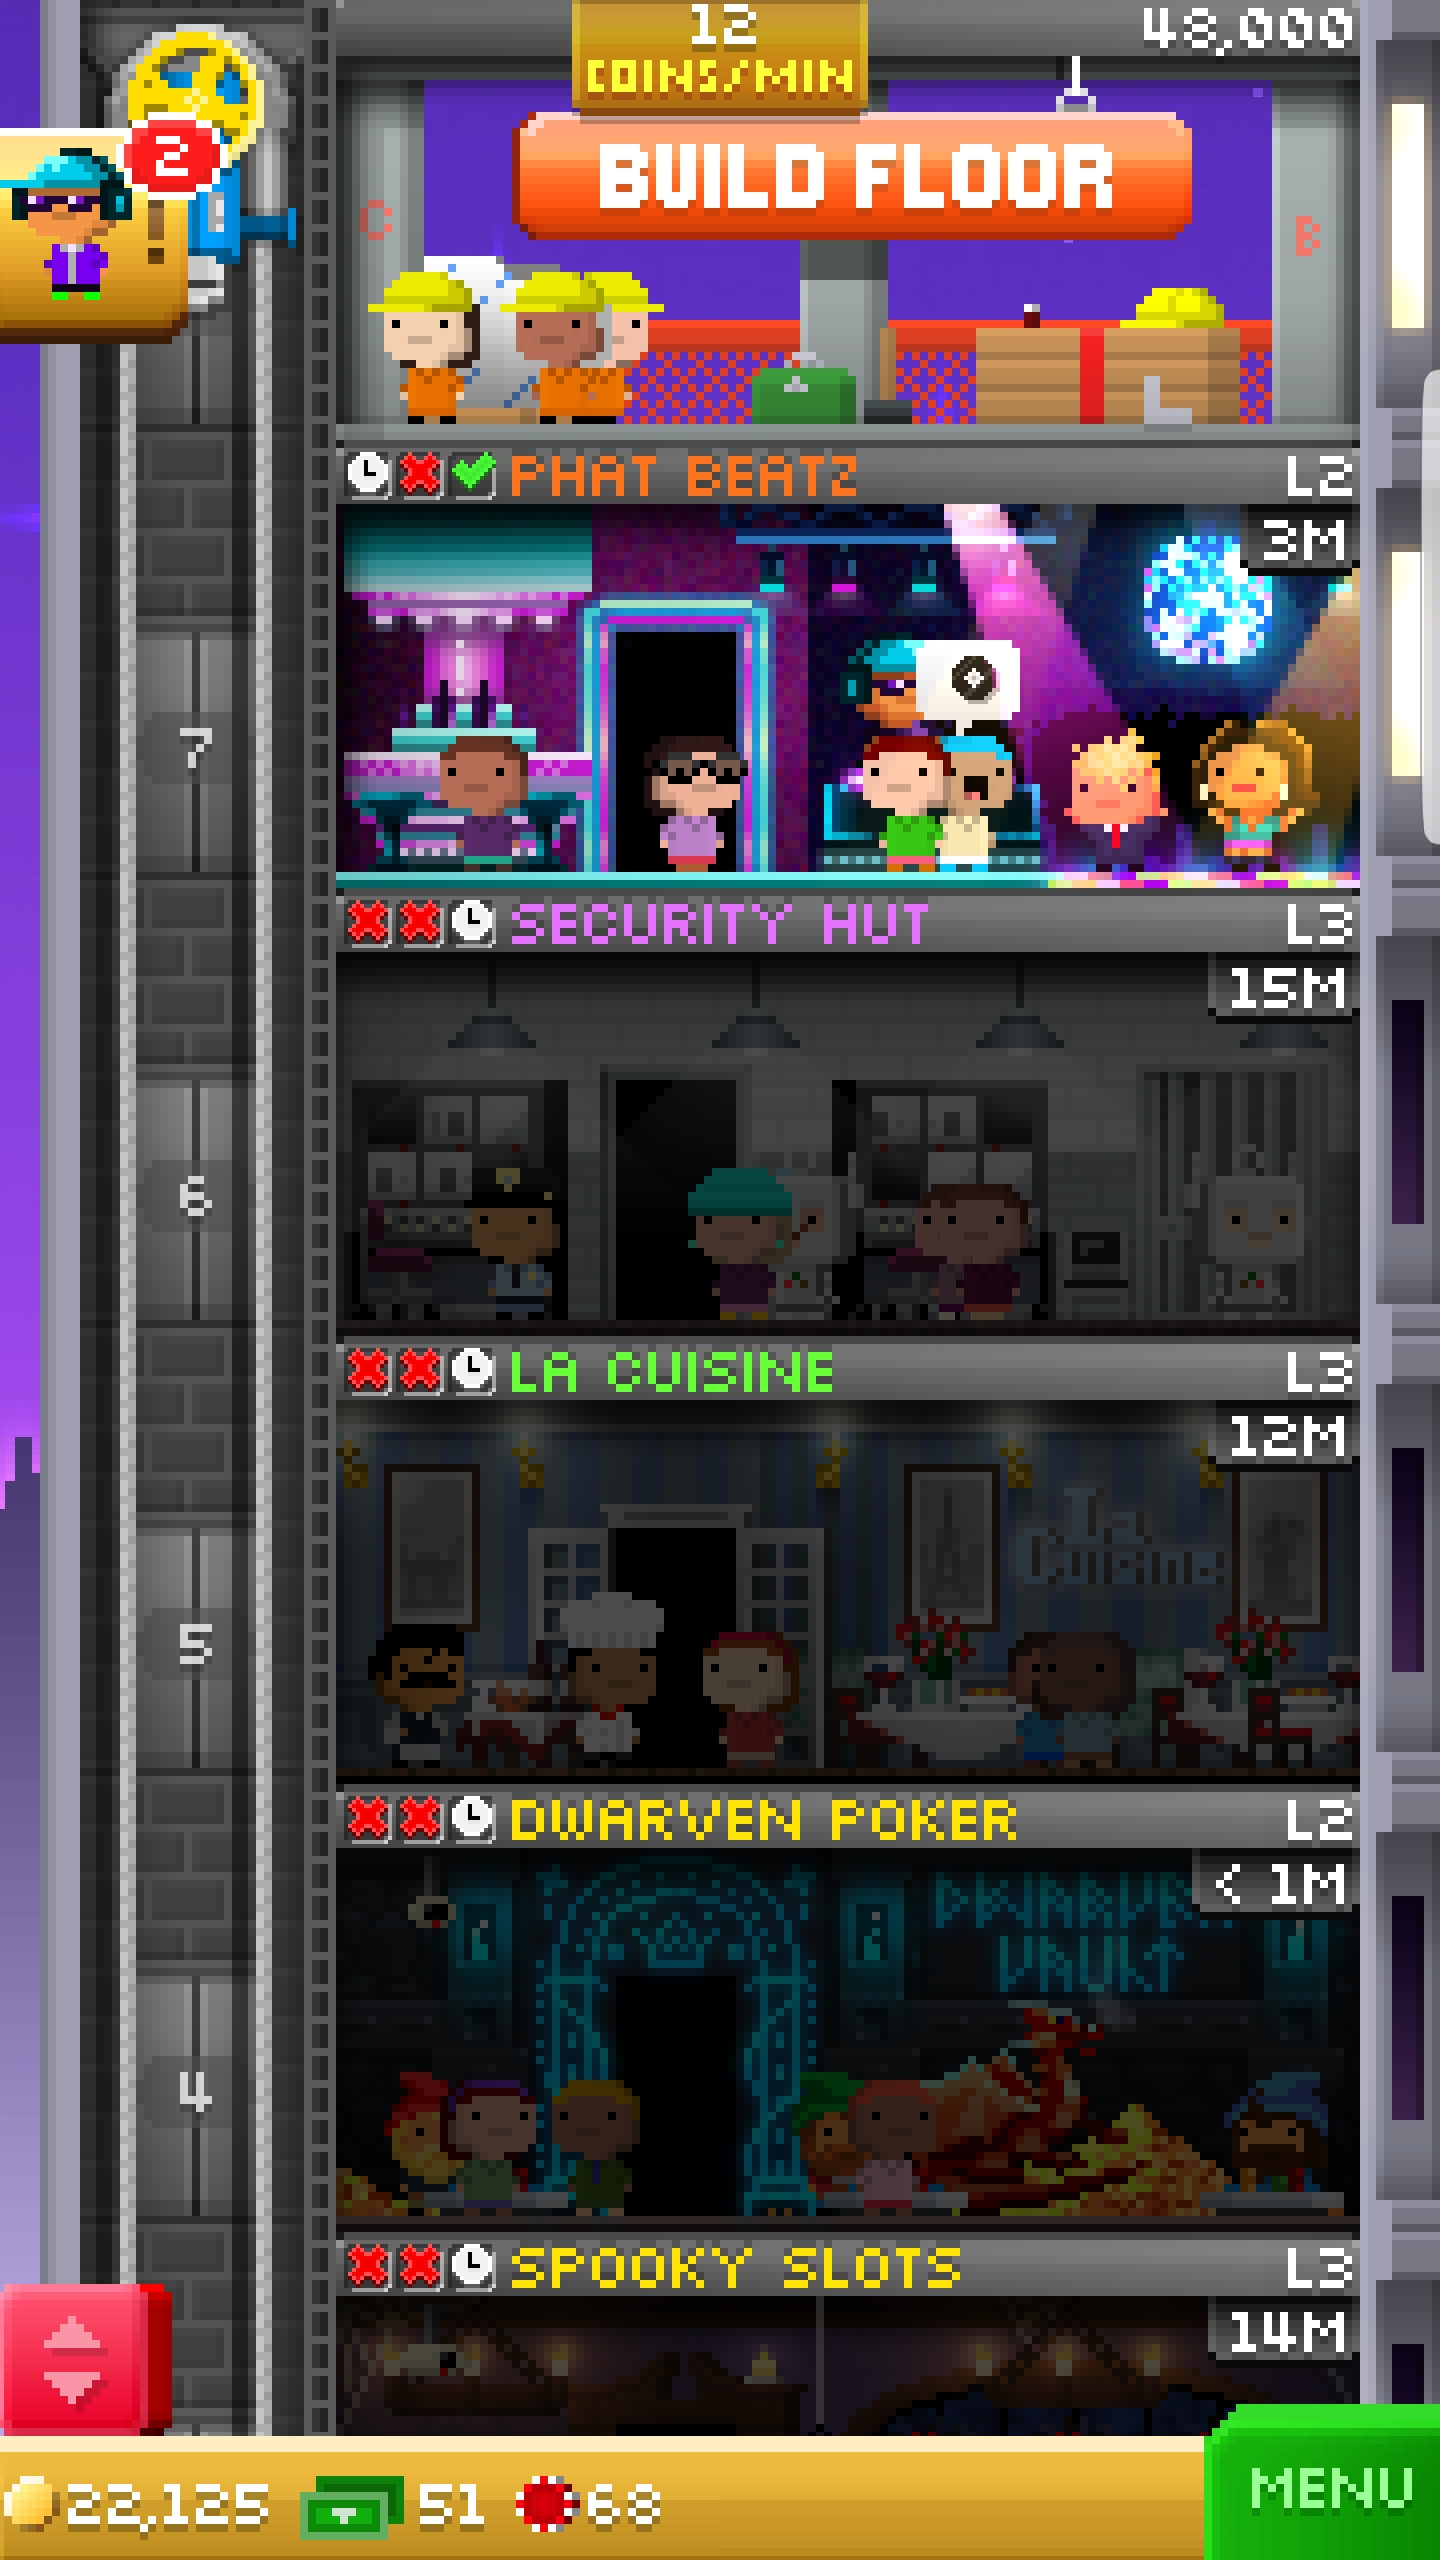 12
COINS/MIN
48,000
2
!
BUILD FLOOR
C
B
PHAT BEATZ
L2
3M
7
SECURITY HUT
L3
15M
6
LA CUISINE
L3
12M
La
Cuisine
5
DWARVEN POKER
L2
< 1M
4
SPOOKY SLOTS
L3
14M
22,125
51
68
MENU